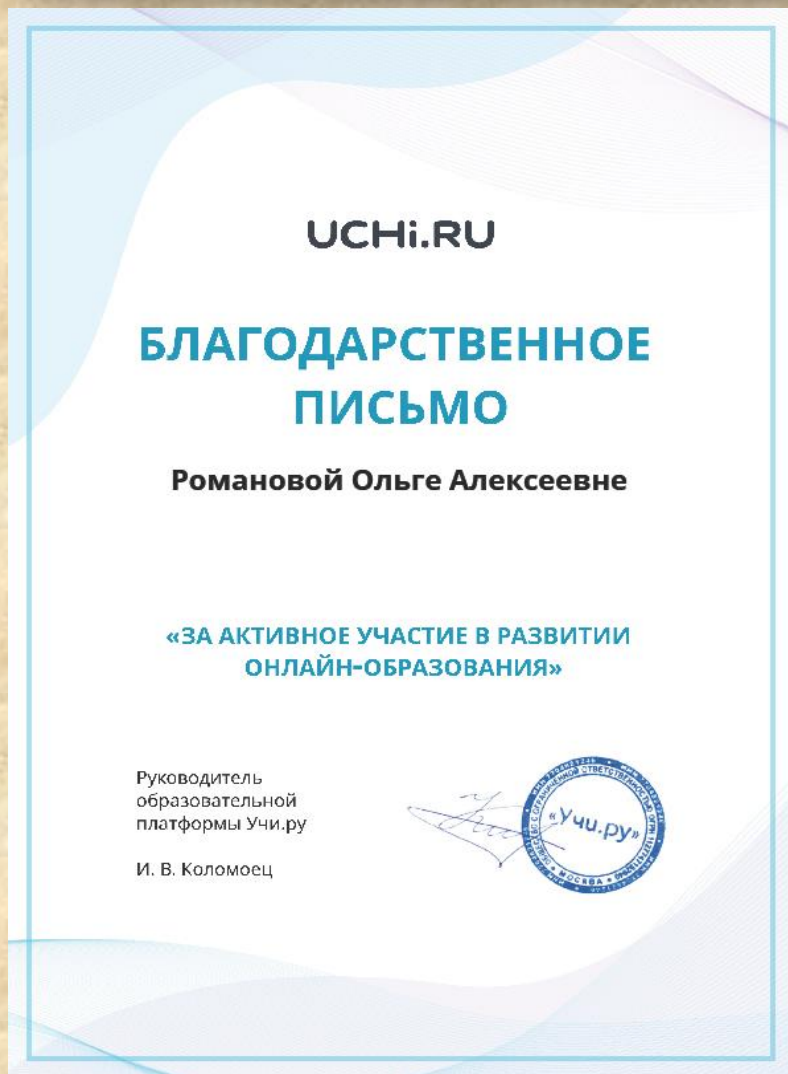 UCHi.RU
БЛАГОДАРСТВЕННОЕ
ПИСЬМО
Романовой Ольге Алексеевне
«ЗА АКТИВНОЕ УЧАСТИЕ В РАЗВИТИИ
ОНЛАЙН-ОБРАЗОВАНИЯ»
Руководитель
образовательной
платформы Учи.ру
И. В. Коломоец
«Учи.ру»
МОСКВА